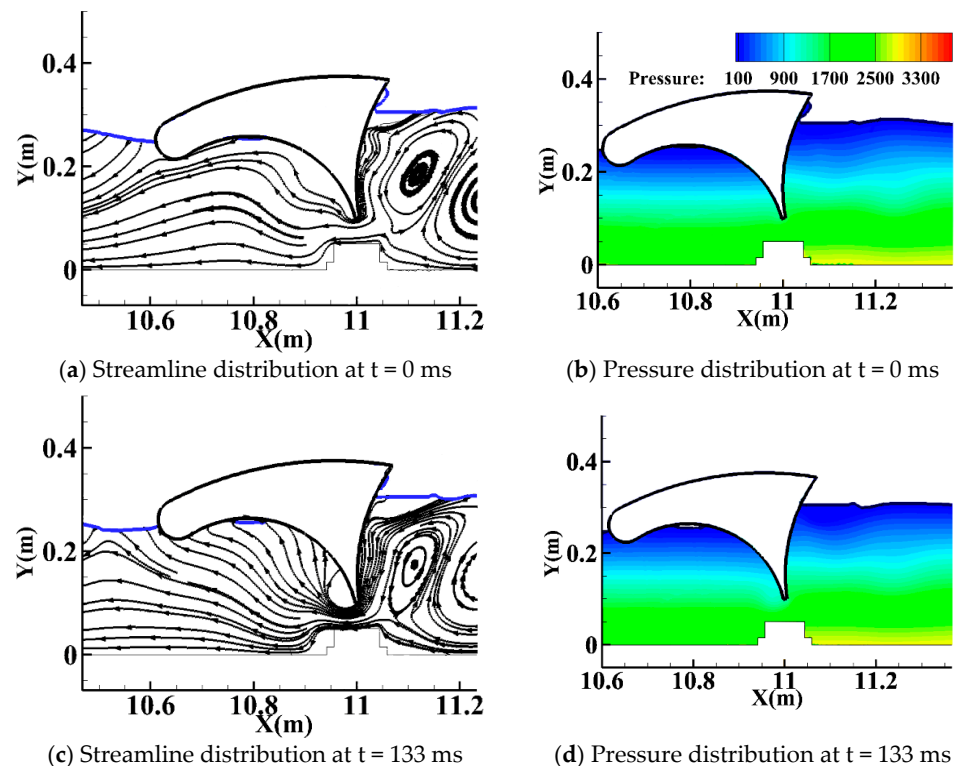 0.4
Y(m)
0.2
0
10.6 10.8 11 11.2
X(m)
(a) Streamline distribution at t = 0 ms
Pressure: 100 900 1700 2500 3300
0.4
Y(m)
0.2
0
10.6 10.8 11 11.2
X(m)
(b) Pressure distribution at t = 0 ms
0.4
Y(m)
0.2
0
10.6 10.8 11 11.2
X(m)
(c) Streamline distribution at t = 133 ms
0.4
Y(m)
0.2
0
10.6 10.8 11 11.2
X(m)
(d) Pressure distribution at t = 133 ms